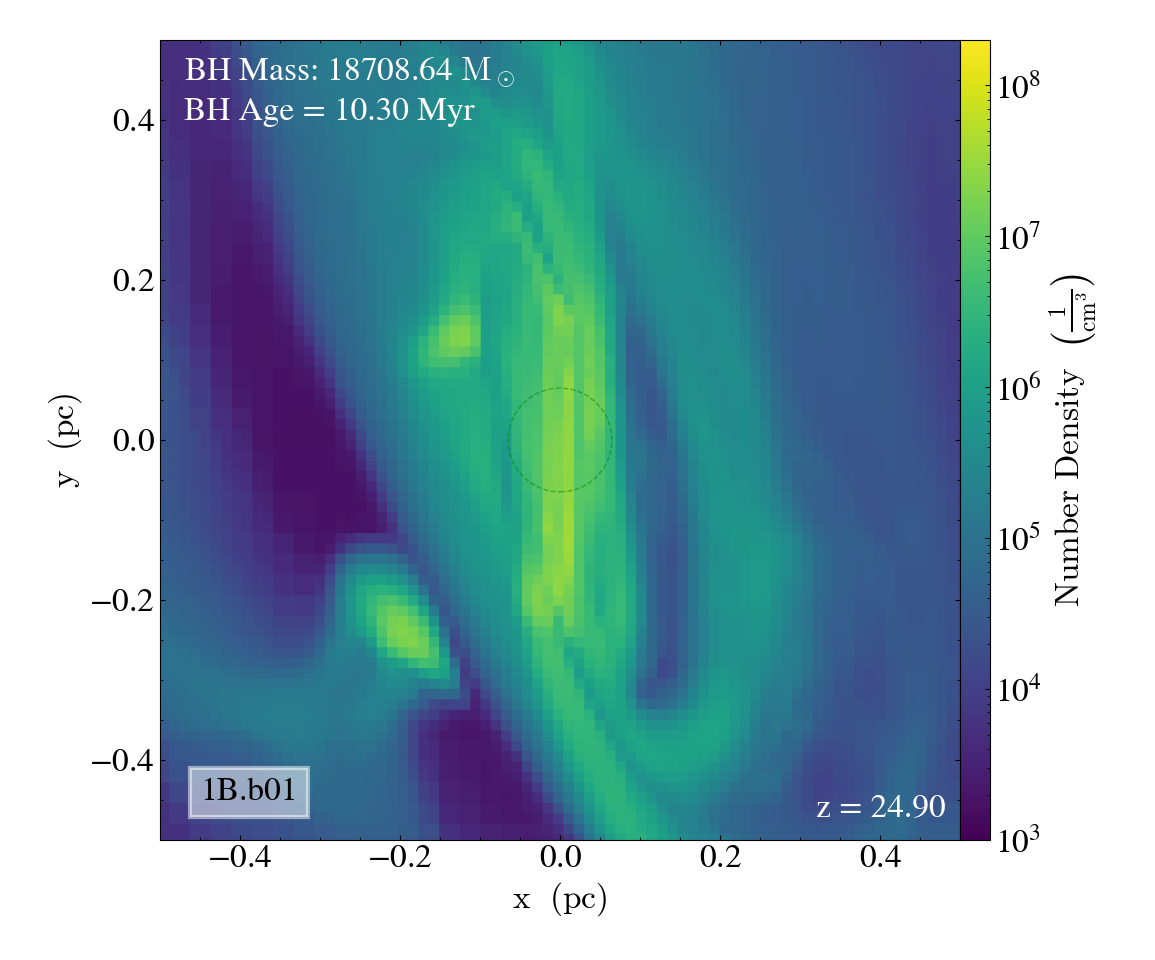 BH Mass: 18708.64 M⊙
BH Age = 10.30 Myr
0.4
0.2
0.0
−0.2
−0.4
y (pc)
1B.b01
z = 24.90
−0.4 −0.2 0.0 0.2 0.4
x (pc)
10⁸
10⁷
10⁶
10⁵
10⁴
10³
Number Density (1/cm³)